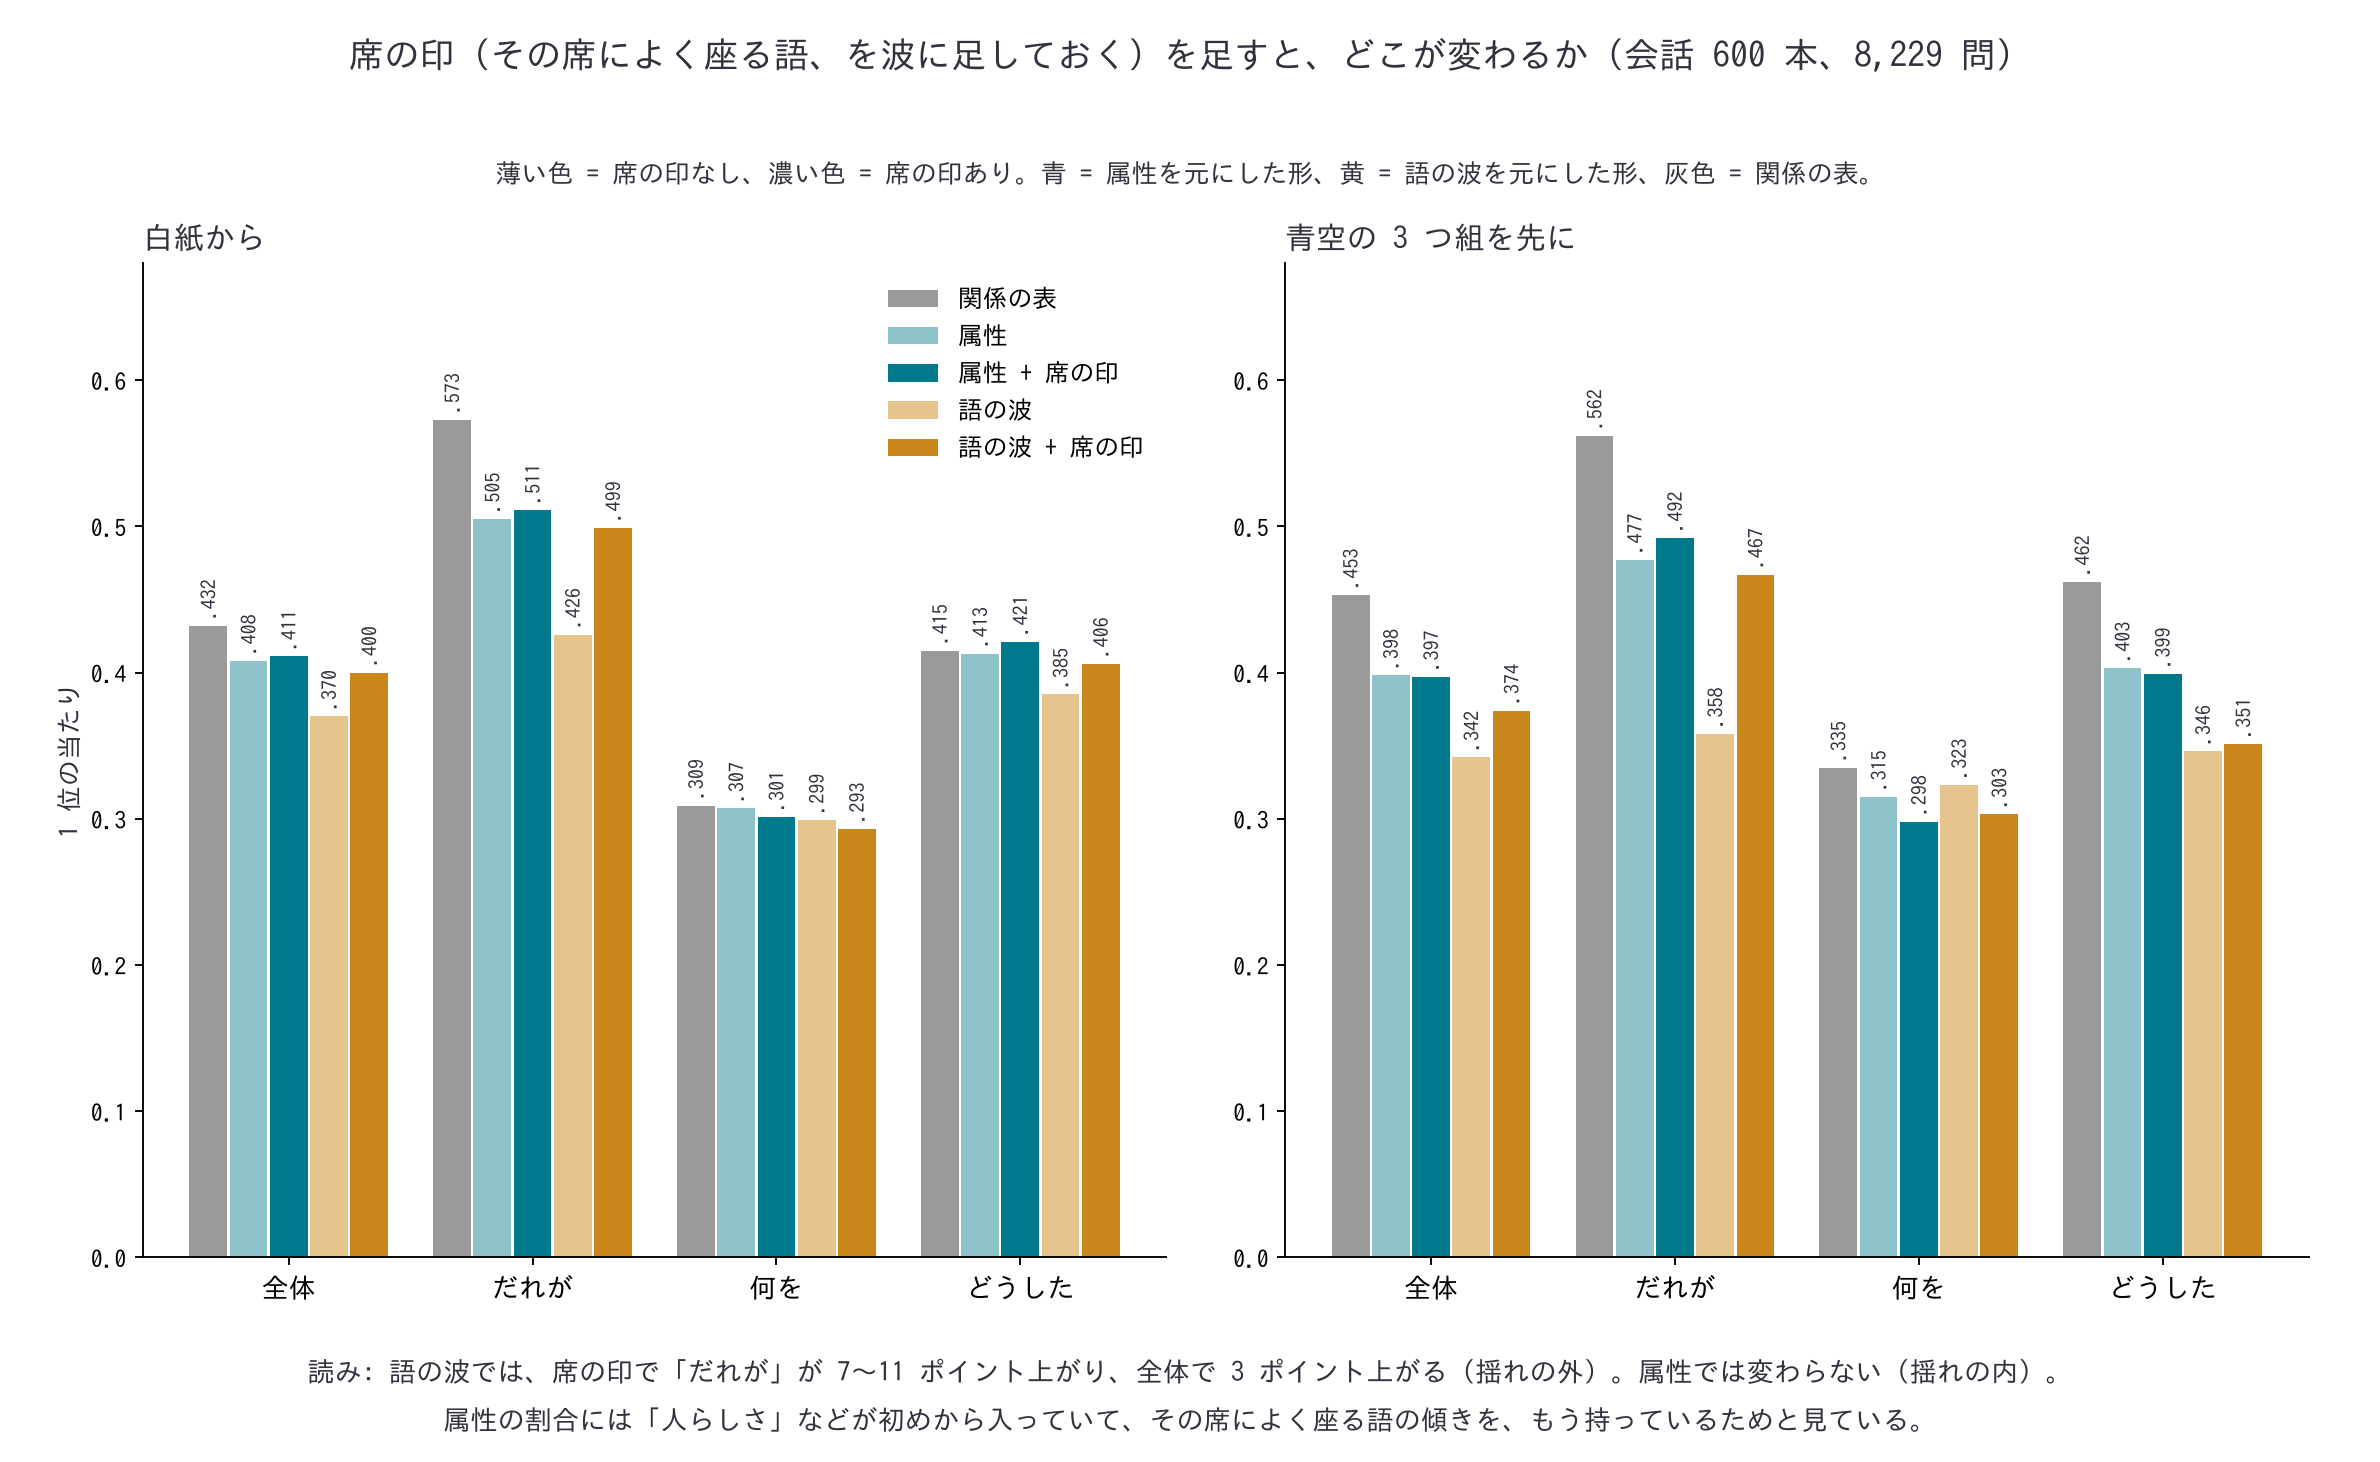 席の印（その席によく座る語、を波に足しておく）を足すと、どこが変わるか（会話 600 本、8,229 問）
薄い色 = 席の印なし、濃い色 = 席の印あり。青 = 属性を元にした形、黄 = 語の波を元にした形、灰色 = 関係の表。
白紙から
1 位の当たり
0.6
0.5
0.4
0.3
0.2
0.1
0.0
関係の表
属性
属性 + 席の印
語の波
語の波 + 席の印
.432
.408
.411
.370
.400
.573
.505
.511
.426
.499
.309
.307
.301
.299
.293
.415
.413
.421
.385
.406
全体
だれが
何を
どうした
青空の 3 つ組を先に
0.6
0.5
0.4
0.3
0.2
0.1
0.0
.453
.398
.397
.342
.374
.562
.477
.492
.358
.467
.335
.315
.298
.323
.303
.462
.403
.399
.346
.351
全体
だれが
何を
どうした
読み: 語の波では、席の印で「だれが」が 7〜11 ポイント上がり、全体で 3 ポイント上がる（揺れの外）。属性では変わらない（揺れの内）。
属性の割合には「人らしさ」などが初めから入っていて、その席によく座る語の傾きを、もう持っているためと見ている。